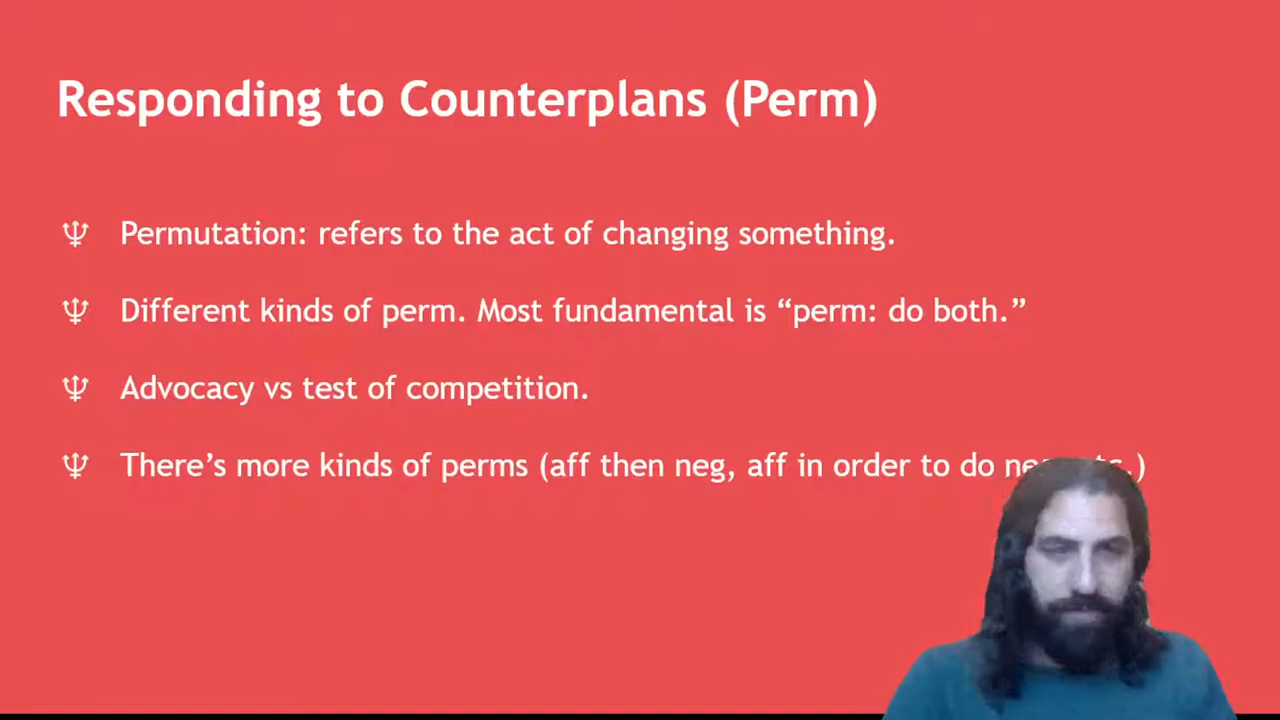 Responding to Counterplans (Perm)
Permutation: refers to the act of changing something.
Different kinds of perm. Most fundamental is “perm: do both.”
Advocacy vs test of competition.
There’s more kinds of perms (aff then neg, aff in order to do